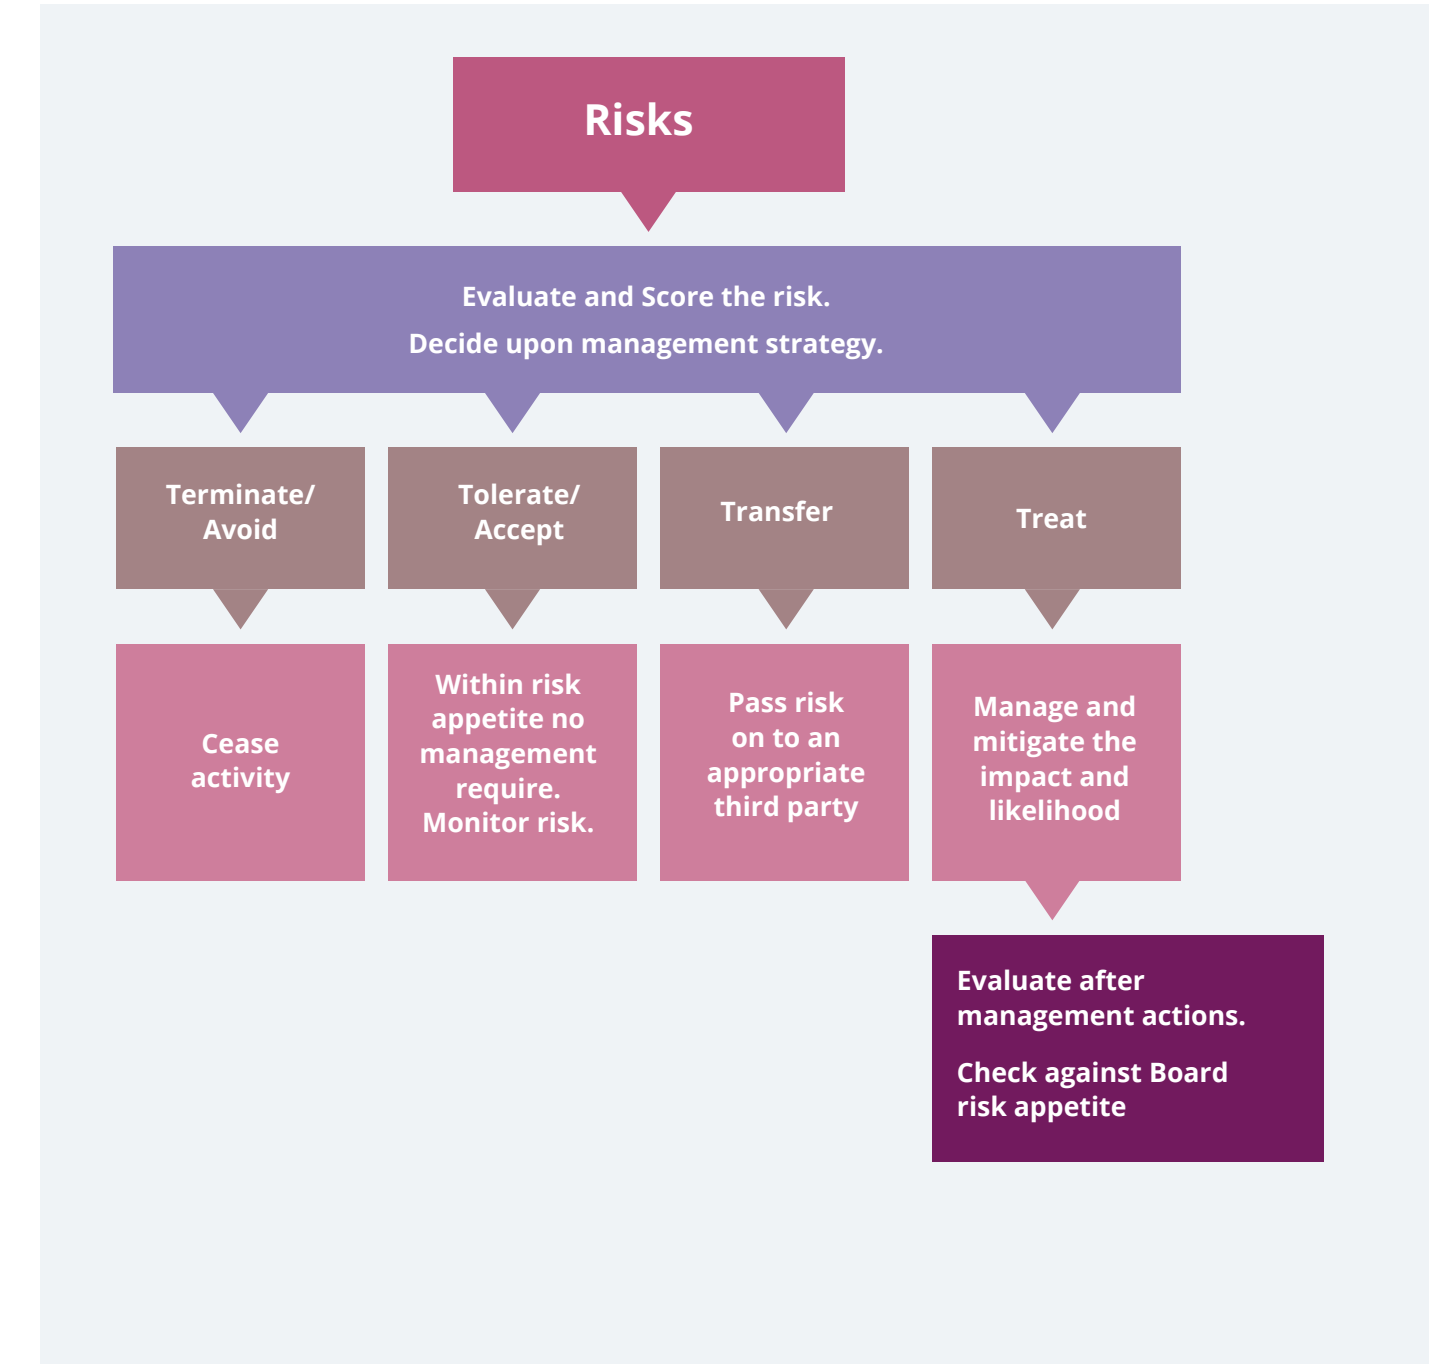 Risks
Evaluate and Score the risk.
Decide upon management strategy.
Terminate/
Avoid
Tolerate/
Accept
Transfer
Treat
Cease
activity
Within risk
appetite no
management
require.
Monitor risk.
Pass risk
on to an
appropriate
third party
Manage and
mitigate the
impact and
likelihood
Evaluate after
management actions.
Check against Board
risk appetite